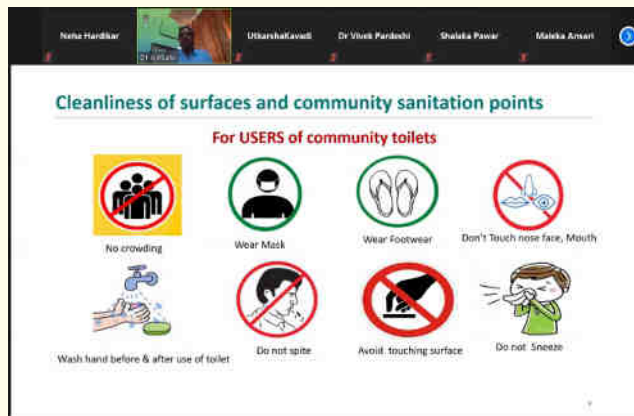 Neha Hardikar
UtkarshaKavadi
Dr Vivek Pardeshi
Shalaka Pawar
Maleka Ansari
Cleanliness of surfaces and community sanitation points
For USERS of community toilets
No crowding
Wear Mask
Wear Footwear
Don't Touch nose face, Mouth
Wash hand before & after use of toilet
Do not spite
Avoid touching surface
Do not Sneeze